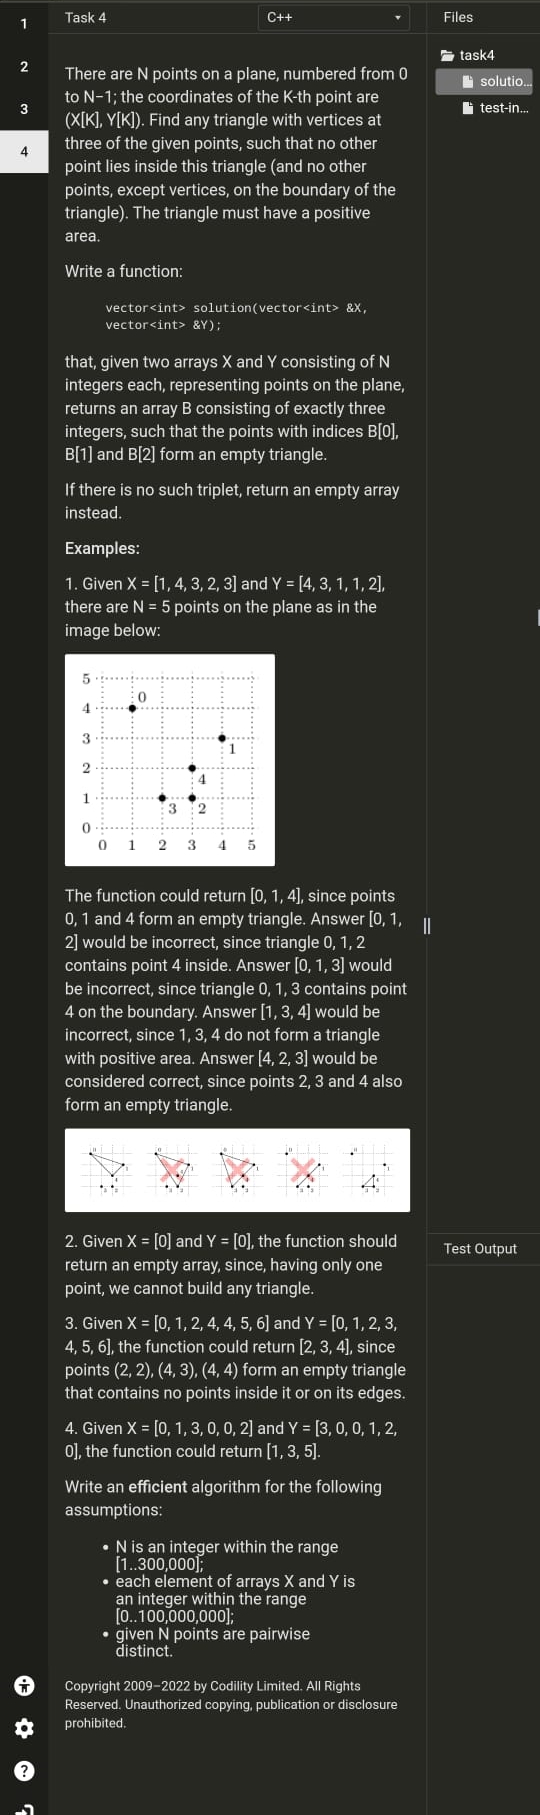 1
Task 4
C++
Files
2
3
4
task4
solutio...
test-in...
There are N points on a plane, numbered from 0
to N−1; the coordinates of the K-th point are
(X[K], Y[K]). Find any triangle with vertices at
three of the given points, such that no other
point lies inside this triangle (and no other
points, except vertices, on the boundary of the
triangle). The triangle must have a positive
area.
Write a function:
vector<int> solution(vector<int> &X,
vector<int> &Y);
that, given two arrays X and Y consisting of N
integers each, representing points on the plane,
returns an array B consisting of exactly three
integers, such that the points with indices B[0],
B[1] and B[2] form an empty triangle.
If there is no such triplet, return an empty array
instead.
Examples:
1. Given X = [1, 4, 3, 2, 3] and Y = [4, 3, 1, 1, 2],
there are N = 5 points on the plane as in the
image below:
5
0
4
3
1
2
4
1
3 2
0
0 1 2 3 4 5
The function could return [0, 1, 4], since points
0, 1 and 4 form an empty triangle. Answer [0, 1,
2] would be incorrect, since triangle 0, 1, 2
contains point 4 inside. Answer [0, 1, 3] would
be incorrect, since triangle 0, 1, 3 contains point
4 on the boundary. Answer [1, 3, 4] would be
incorrect, since 1, 3, 4 do not form a triangle
with positive area. Answer [4, 2, 3] would be
considered correct, since points 2, 3 and 4 also
form an empty triangle.
2. Given X = [0] and Y = [0], the function should
return an empty array, since, having only one
point, we cannot build any triangle.
3. Given X = [0, 1, 2, 4, 4, 5, 6] and Y = [0, 1, 2, 3,
4, 5, 6], the function could return [2, 3, 4], since
points (2, 2), (4, 3), (4, 4) form an empty triangle
that contains no points inside it or on its edges.
4. Given X = [0, 1, 3, 0, 0, 2] and Y = [3, 0, 0, 1, 2,
0], the function could return [1, 3, 5].
Write an efficient algorithm for the following
assumptions:
• N is an integer within the range
[1..300,000];
• each element of arrays X and Y is
an integer within the range
[0..100,000,000];
• given N points are pairwise
distinct.
Copyright 2009–2022 by Codility Limited. All Rights
Reserved. Unauthorized copying, publication or disclosure
prohibited.
Test Output